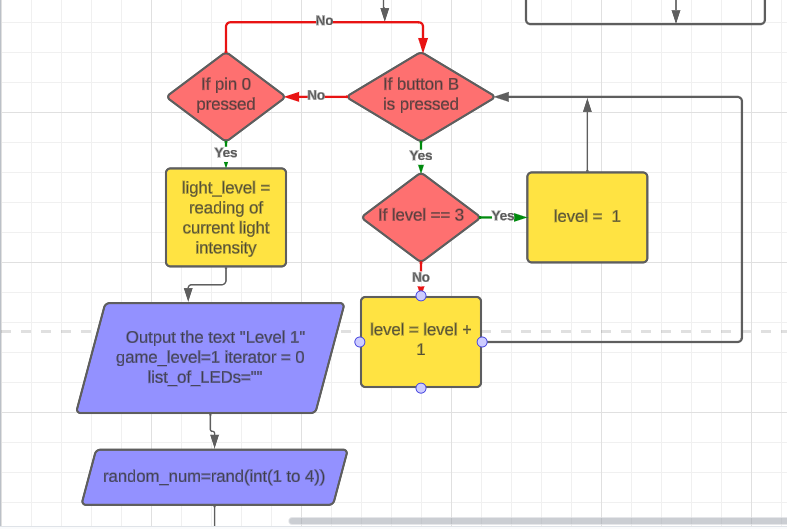 No
If pin 0
pressed
No
If button B
is pressed
Yes
Yes
light_level =
reading of
current light
intensity
If level == 3
Yes
level =  1
No
Output the text "Level 1"
game_level=1 iterator = 0
list_of_LEDs=""
level = level +
1
random_num=rand(int(1 to 4))